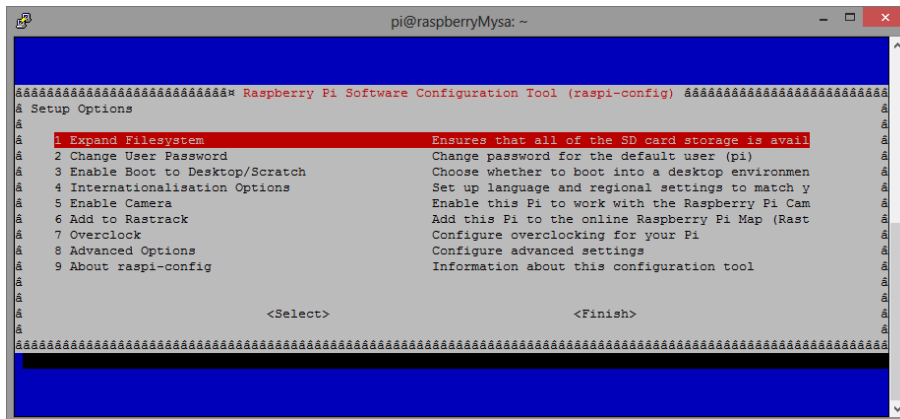 pi@raspberryMysa: ~
Raspberry Pi Software Configuration Tool (raspi-config)
Setup Options
1 Expand Filesystem Ensures that all of the SD card storage is avail
2 Change User Password Change password for the default user (pi)
3 Enable Boot to Desktop/Scratch Choose whether to boot into a desktop environmen
4 Internationalisation Options Set up language and regional settings to match y
5 Enable Camera Enable this Pi to work with the Raspberry Pi Cam
6 Add to Rastrack Add this Pi to the online Raspberry Pi Map (Rast
7 Overclock Configure overclocking for your Pi
8 Advanced Options Configure advanced settings
9 About raspi-config Information about this configuration tool
<Select> <Finish>